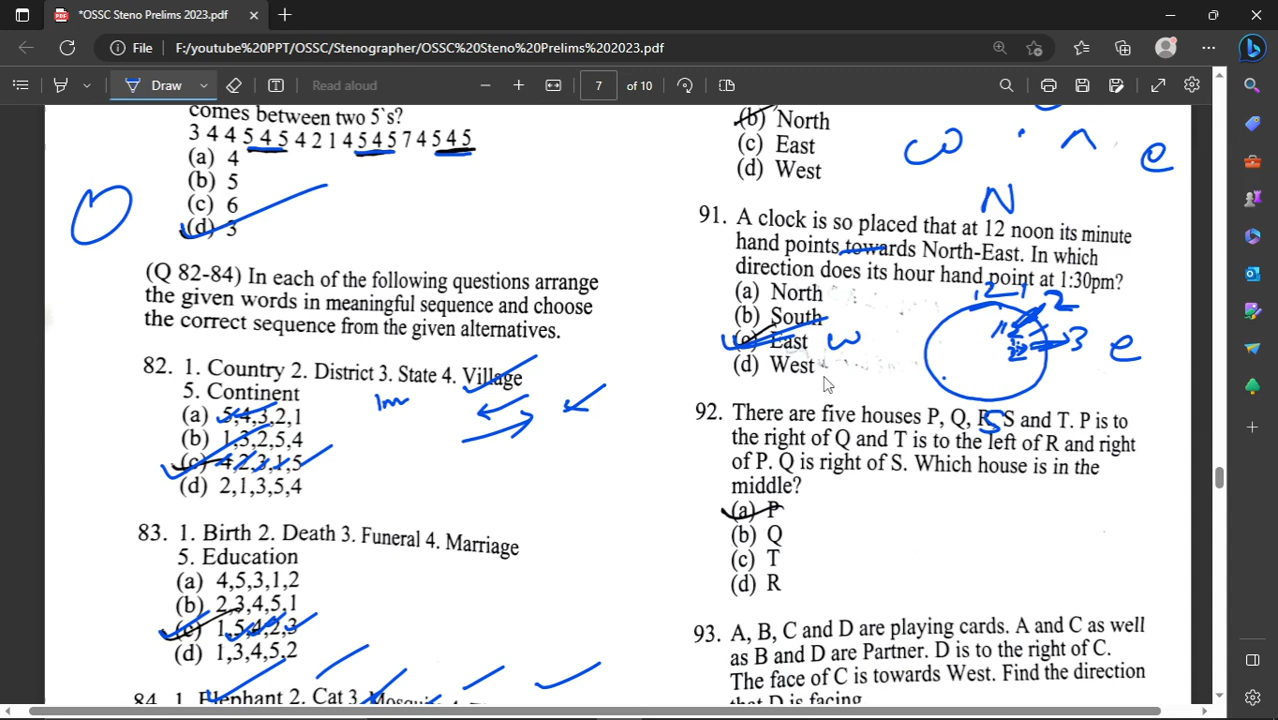 *OSSC Steno Prelims 2023.pdf
File F:/youtube%20PPT/OSSC/Stenographer/OSSC%20Steno%20Prelims%202023.pdf
Draw Read aloud 7 of 10
comes between two 5`s?
3 4 4 5 4 5 4 2 1 4 5 4 5 7 4 5 4 5
(a) 4
(b) 5
(c) 6
(d) 3
(Q 82-84) In each of the following questions arrange
the given words in meaningful sequence and choose
the correct sequence from the given alternatives.
82. 1. Country 2. District 3. State 4. Village
5. Continent
(a) 5,4,3,2,1
(b) 1,3,2,5,4
(c) 4,2,3,1,5
(d) 2,1,3,5,4
83. 1. Birth 2. Death 3. Funeral 4. Marriage
5. Education
(a) 4,5,3,1,2
(b) 2,3,4,5,1
(c) 1,5,4,2,3
(d) 1,3,4,5,2
84. 1. Elephant 2. Cat 3. Mosquito
(b) North
(c) East
(d) West
w n e
N
91. A clock is so placed that at 12 noon its minute
hand points towards North-East. In which
direction does its hour hand point at 1:30pm?
(a) North
(b) South
(c) East w
(d) West
12 1 2
3 e
S
92. There are five houses P, Q, R, S and T. P is to
the right of Q and T is to the left of R and right
of P. Q is right of S. Which house is in the
middle?
(a) P
(b) Q
(c) T
(d) R
93. A, B, C and D are playing cards. A and C as well
as B and D are Partner. D is to the right of C.
The face of C is towards West. Find the direction
that D is facing